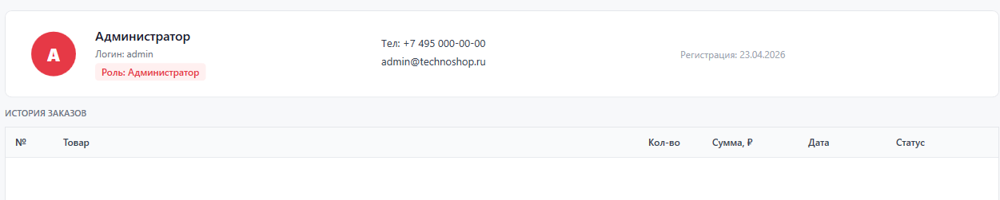 А
Администратор
Логин: admin
Роль: Администратор
Тел: +7 495 000-00-00
admin@technoshop.ru
Регистрация: 23.04.2026
ИСТОРИЯ ЗАКАЗОВ
№ Товар Кол-во Сумма, ₽ Дата Статус